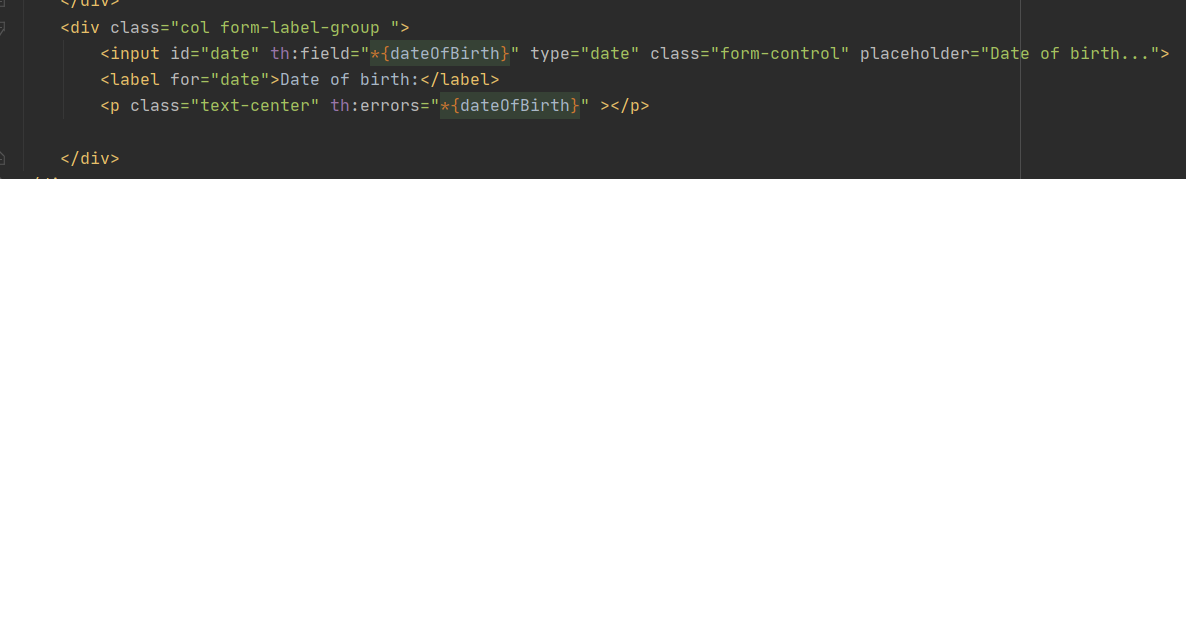 </div>
<div class="col form-label-group ">
<input id="date" th:field="*{dateOfBirth}" type="date" class="form-control" placeholder="Date of birth...">
<label for="date">Date of birth:</label>
<p class="text-center" th:errors="*{dateOfBirth}" ></p>
</div>